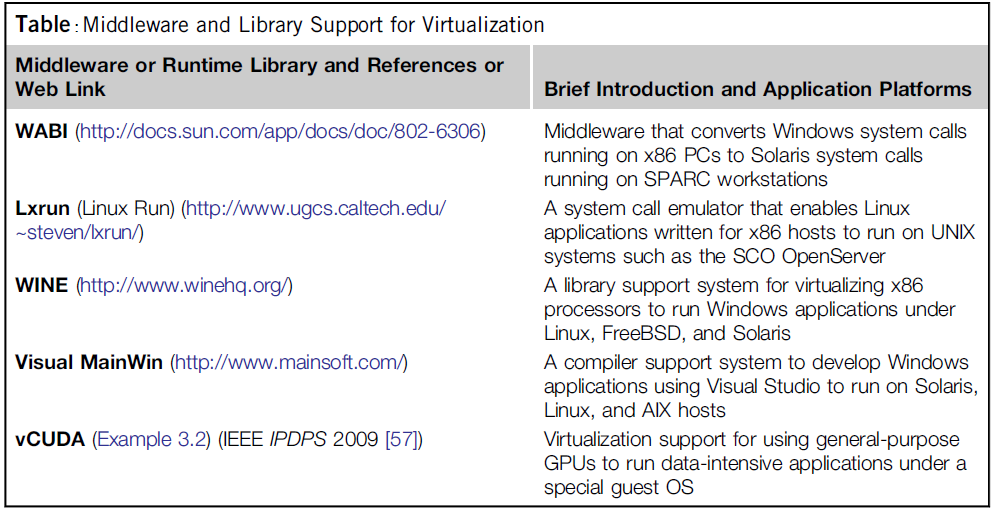 Table: Middleware and Library Support for Virtualization
Middleware or Runtime Library and References or
Web Link
Brief Introduction and Application Platforms
WABI (http://docs.sun.com/app/docs/doc/802-6306)
Middleware that converts Windows system calls
running on x86 PCs to Solaris system calls
running on SPARC workstations
Lxrun (Linux Run) (http://www.ugcs.caltech.edu/
~steven/lxrun/)
A system call emulator that enables Linux
applications written for x86 hosts to run on UNIX
systems such as the SCO OpenServer
WINE (http://www.winehq.org/)
A library support system for virtualizing x86
processors to run Windows applications under
Linux, FreeBSD, and Solaris
Visual MainWin (http://www.mainsoft.com/)
A compiler support system to develop Windows
applications using Visual Studio to run on Solaris,
Linux, and AIX hosts
vCUDA (Example 3.2) (IEEE IPDPS 2009 [57])
Virtualization support for using general-purpose
GPUs to run data-intensive applications under a
special guest OS